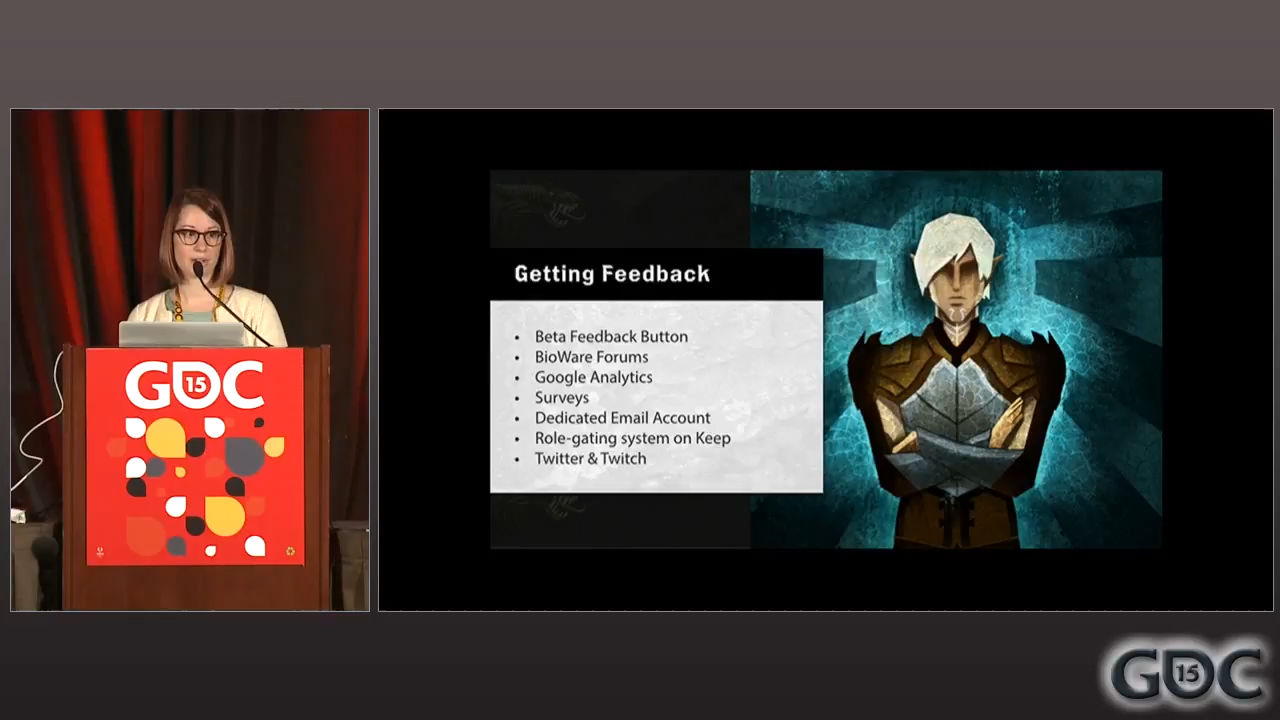 GDC
15
Getting Feedback
• Beta Feedback Button
• BioWare Forums
• Google Analytics
• Surveys
• Dedicated Email Account
• Role-gating system on Keep
• Twitter & Twitch
GDC
15